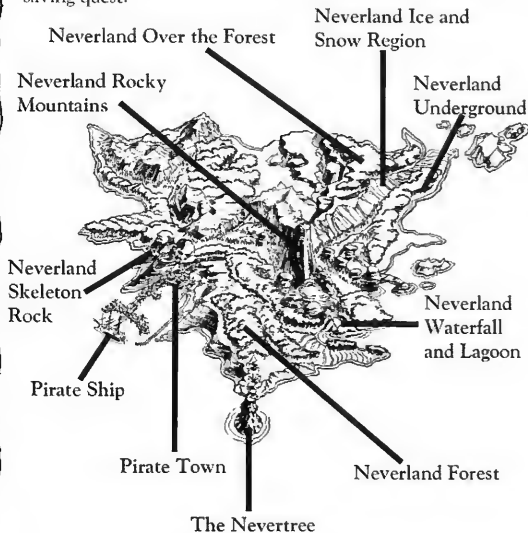 Neverland Ice and
Snow Region
Neverland Over the Forest
Neverland Rocky
Mountains
Neverland
Underground
Neverland
Skeleton
Rock
Neverland
Waterfall
and Lagoon
Pirate Ship
Pirate Town
Neverland Forest
The Nevertree